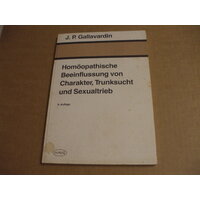 J. P. Gallavardin
Homöopathische
Beeinflussung von
Charakter, Trunksucht
und Sexualtrieb